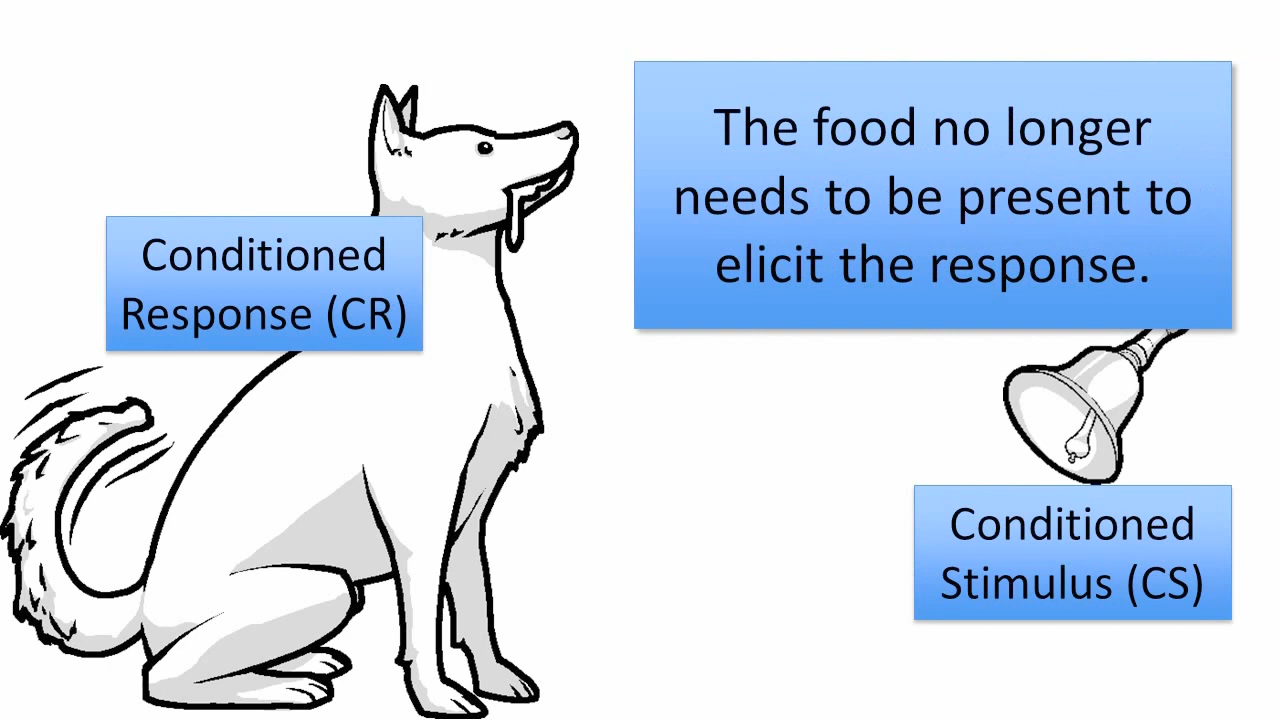 The food no longer
needs to be present to
elicit the response.
Conditioned
Response (CR)
Conditioned
Stimulus (CS)